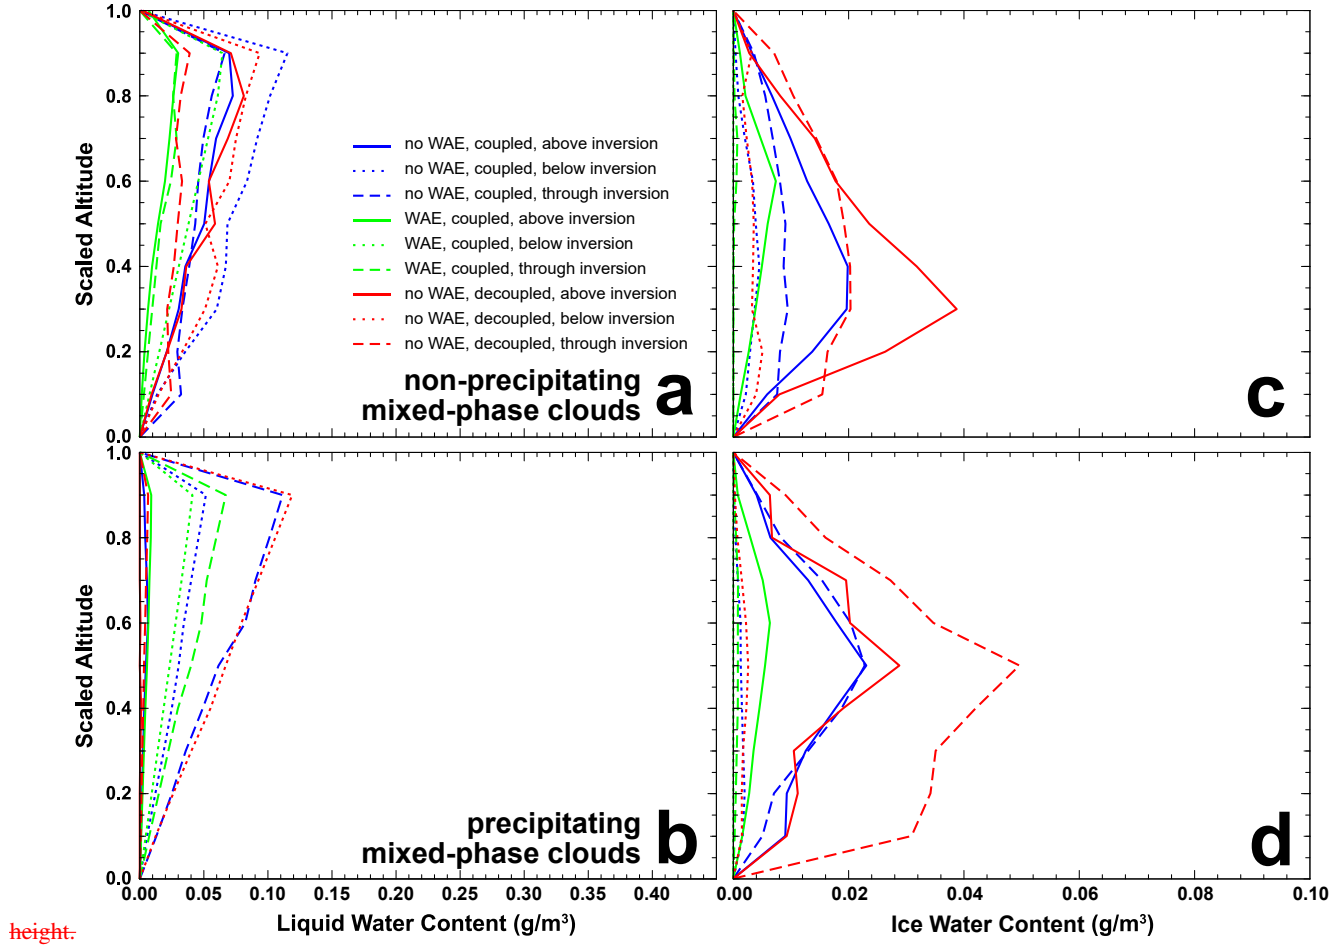 1.0
0.8
0.6
0.4
0.2
0.0
Scaled Altitude
no WAE, coupled, above inversion
no WAE, coupled, below inversion
no WAE, coupled, through inversion
WAE, coupled, above inversion
WAE, coupled, below inversion
WAE, coupled, through inversion
no WAE, decoupled, above inversion
no WAE, decoupled, below inversion
no WAE, decoupled, through inversion
non-precipitating
mixed-phase clouds
a
c
1.0
0.8
0.6
0.4
0.2
0.0
Scaled Altitude
precipitating
mixed-phase clouds
b
d
0.00 0.05 0.10 0.15 0.20 0.25 0.30 0.35 0.40
0.00 0.02 0.04 0.06 0.08 0.10
Liquid Water Content (g/m³)
Ice Water Content (g/m³)
height.